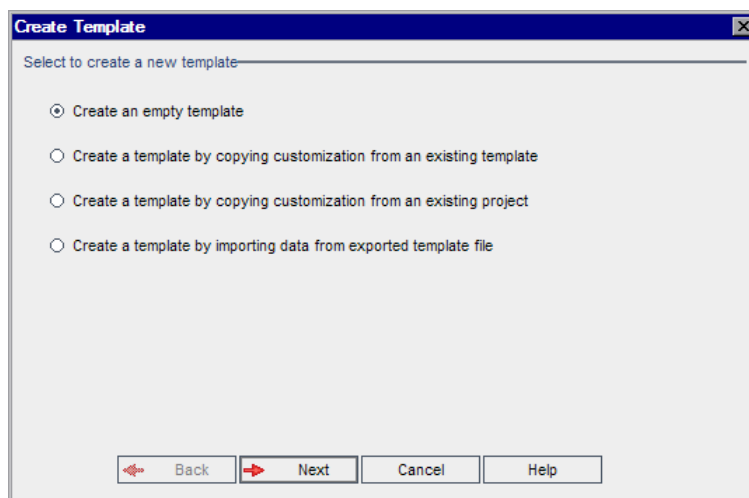 Create Template
Select to create a new template
Create an empty template
Create a template by copying customization from an existing template
Create a template by copying customization from an existing project
Create a template by importing data from exported template file
Back Next Cancel Help